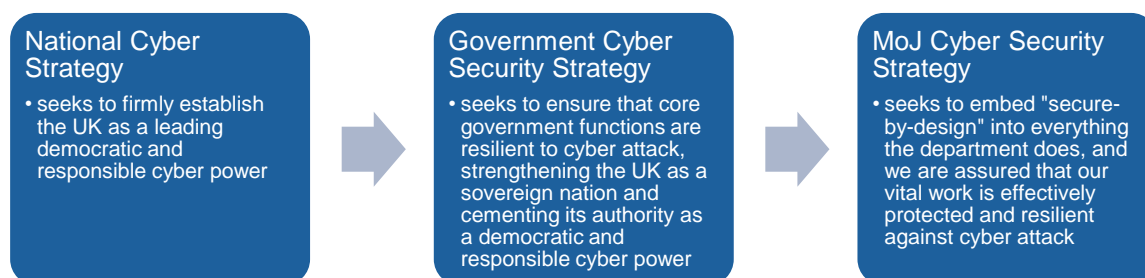 National Cyber
Strategy
• seeks to firmly establish
the UK as a leading
democratic and
responsible cyber power
Government Cyber
Security Strategy
• seeks to ensure that core
government functions are
resilient to cyber attack,
strengthening the UK as a
sovereign nation and
cementing its authority as
a democratic and
responsible cyber power
MoJ Cyber Security
Strategy
• seeks to embed "secure-
by-design" into everything
the department does, and
we are assured that our
vital work is effectively
protected and resilient
against cyber attack